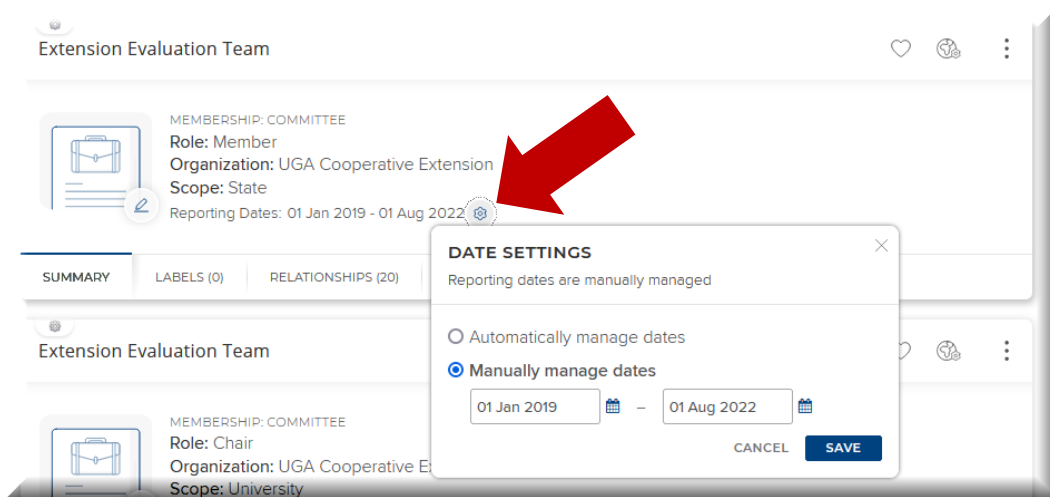 Extension Evaluation Team
MEMBERSHIP: COMMITTEE
Role: Member
Organization: UGA Cooperative Extension
Scope: State
Reporting Dates: 01 Jan 2019 - 01 Aug 2022
SUMMARY LABELS (0) RELATIONSHIPS (20)
DATE SETTINGS
Reporting dates are manually managed
Automatically manage dates
Manually manage dates
01 Jan 2019 – 01 Aug 2022
CANCEL SAVE
Extension Evaluation Team
MEMBERSHIP: COMMITTEE
Role: Chair
Organization: UGA Cooperative E
Scope: University